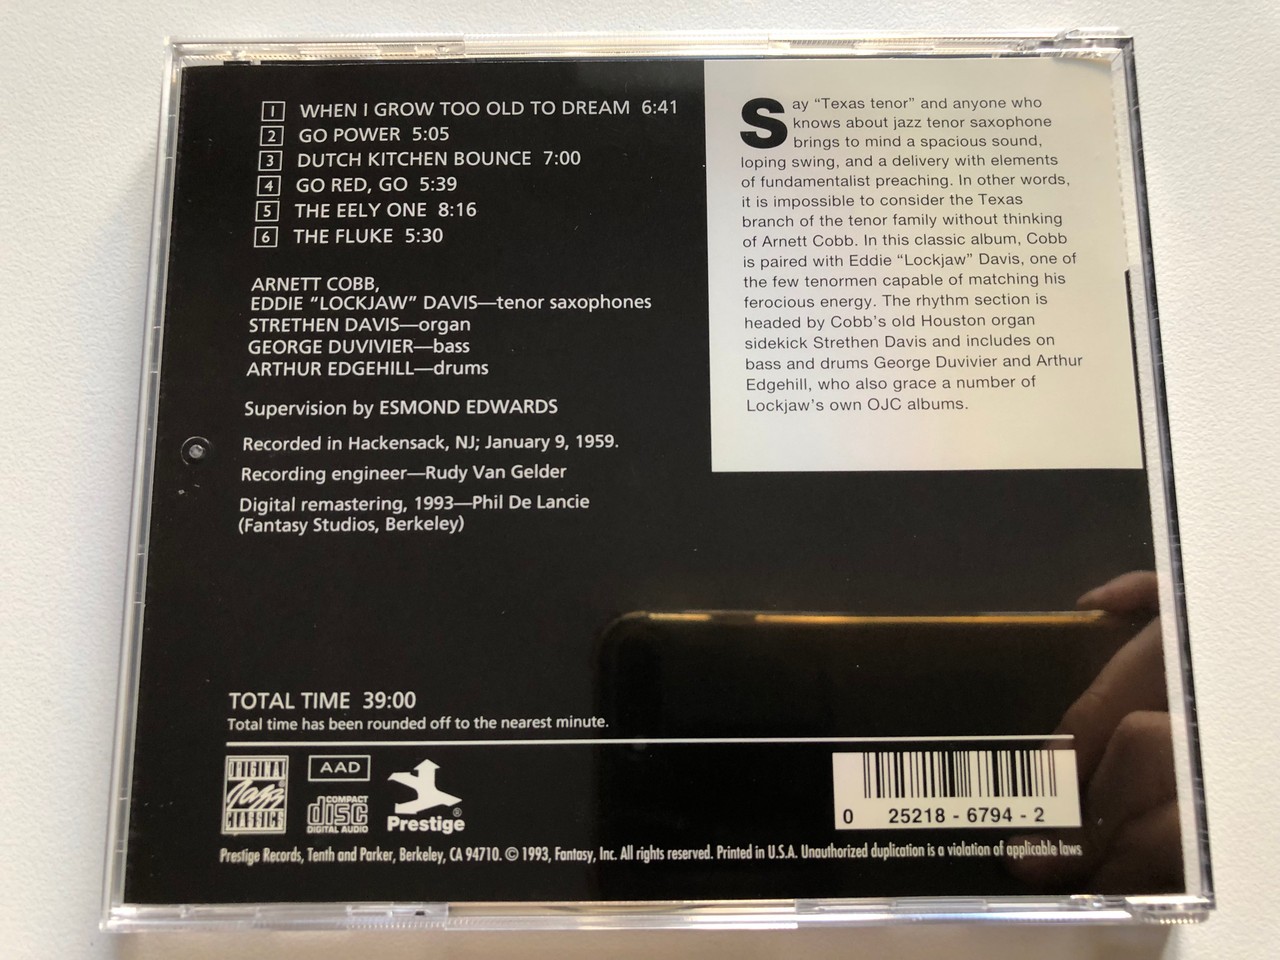 1 WHEN I GROW TOO OLD TO DREAM 6:41
2 GO POWER 5:05
3 DUTCH KITCHEN BOUNCE 7:00
4 GO RED, GO 5:39
5 THE EELY ONE 8:16
6 THE FLUKE 5:30
ARNETT COBB,
EDDIE “LOCKJAW” DAVIS—tenor saxophones
STRETHEN DAVIS—organ
GEORGE DUVIVIER—bass
ARTHUR EDGEHILL—drums
Supervision by ESMOND EDWARDS
Recorded in Hackensack, NJ; January 9, 1959.
Recording engineer—Rudy Van Gelder
Digital remastering, 1993—Phil De Lancie
(Fantasy Studios, Berkeley)
Say “Texas tenor” and anyone who
knows about jazz tenor saxophone
brings to mind a spacious sound,
loping swing, and a delivery with elements
of fundamentalist preaching. In other words,
it is impossible to consider the Texas
branch of the tenor family without thinking
of Arnett Cobb. In this classic album, Cobb
is paired with Eddie “Lockjaw” Davis, one of
the few tenormen capable of matching his
ferocious energy. The rhythm section is
headed by Cobb’s old Houston organ
sidekick Strethen Davis and includes on
bass and drums George Duvivier and Arthur
Edgehill, who also grace a number of
Lockjaw’s own OJC albums.
TOTAL TIME 39:00
Total time has been rounded off to the nearest minute.
ORIGINAL
Jazz
CLASSICS
AAD
COMPACT
disc
DIGITAL AUDIO
®
Prestige
0 25218 - 6794 - 2
Prestige Records, Tenth and Parker, Berkeley, CA 94710. © 1993, Fantasy, Inc. All rights reserved. Printed in U.S.A. Unauthorized duplication is a violation of applicable laws